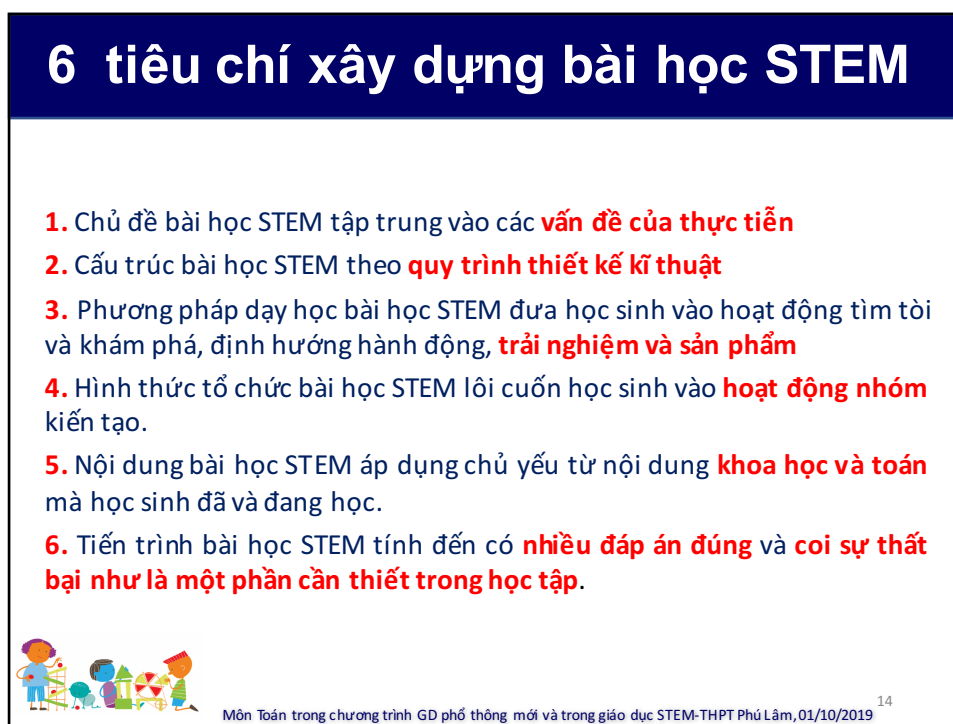 6 tiêu chí xây dựng bài học STEM
1. Chủ đề bài học STEM tập trung vào các vấn đề của thực tiễn
2. Cấu trúc bài học STEM theo quy trình thiết kế kĩ thuật
3. Phương pháp dạy học bài học STEM đưa học sinh vào hoạt động tìm tòi
và khám phá, định hướng hành động, trải nghiệm và sản phẩm
4. Hình thức tổ chức bài học STEM lôi cuốn học sinh vào hoạt động nhóm
kiến tạo.
5. Nội dung bài học STEM áp dụng chủ yếu từ nội dung khoa học và toán
mà học sinh đã và đang học.
6. Tiến trình bài học STEM tính đến có nhiều đáp án đúng và coi sự thất
bại như là một phần cần thiết trong học tập.
Môn Toán trong chương trình GD phổ thông mới và trong giáo dục STEM-THPT Phú Lâm, 01/10/2019
14